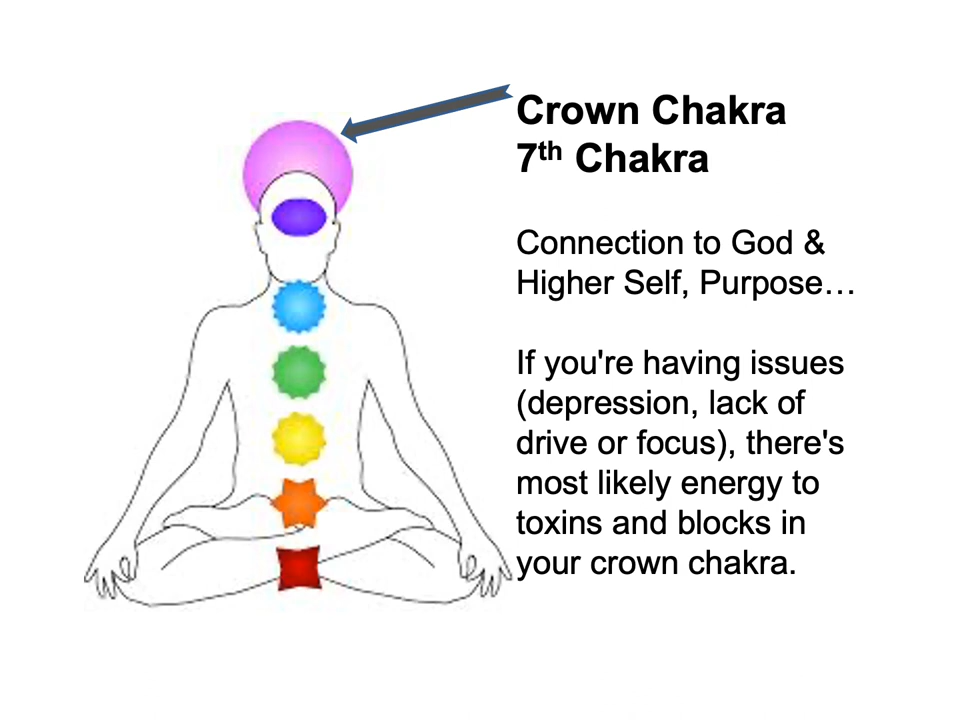 Crown Chakra
7th Chakra
Connection to God &
Higher Self, Purpose…
If you're having issues
(depression, lack of
drive or focus), there's
most likely energy to
toxins and blocks in
your crown chakra.